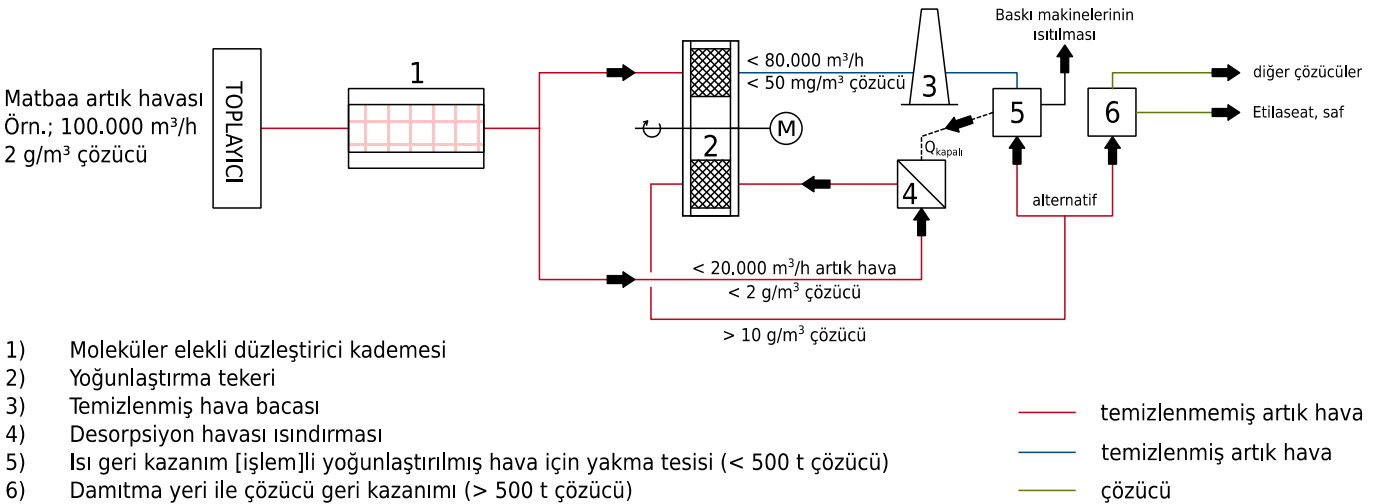 Matbaa artık havası
Örn.; 100.000 m³/h
2 g/m³ çözücü
TOPLAYICI
1
< 80.000 m³/h
< 50 mg/m³ çözücü
2
M
3
Baskı makinelerinin
ısıtılması
5
6
diğer çözücüler
Etilaseat, saf
Qkapalı
4
alternatif
< 20.000 m³/h artık hava
< 2 g/m³ çözücü
> 10 g/m³ çözücü
1) Moleküler elekli düzleştirici kademesi
2) Yoğunlaştırma tekeri
3) Temizlenmiş hava bacası
4) Desorpsiyon havası ısındırması
5) Isı geri kazanım [işlem]li yoğunlaştırılmış hava için yakma tesisi (< 500 t çözücü)
6) Damıtma yeri ile çözücü geri kazanımı (> 500 t çözücü)
temizlenmemiş artık hava
temizlenmiş artık hava
çözücü